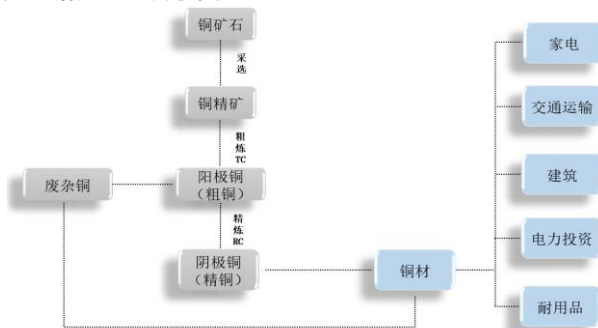 铜矿石
采
选
铜精矿
粗
炼
TC
废杂铜
阳极铜
（粗铜）
精
炼
RC
阴极铜
（精铜）
铜材
家电
交通运输
建筑
电力投资
耐用品